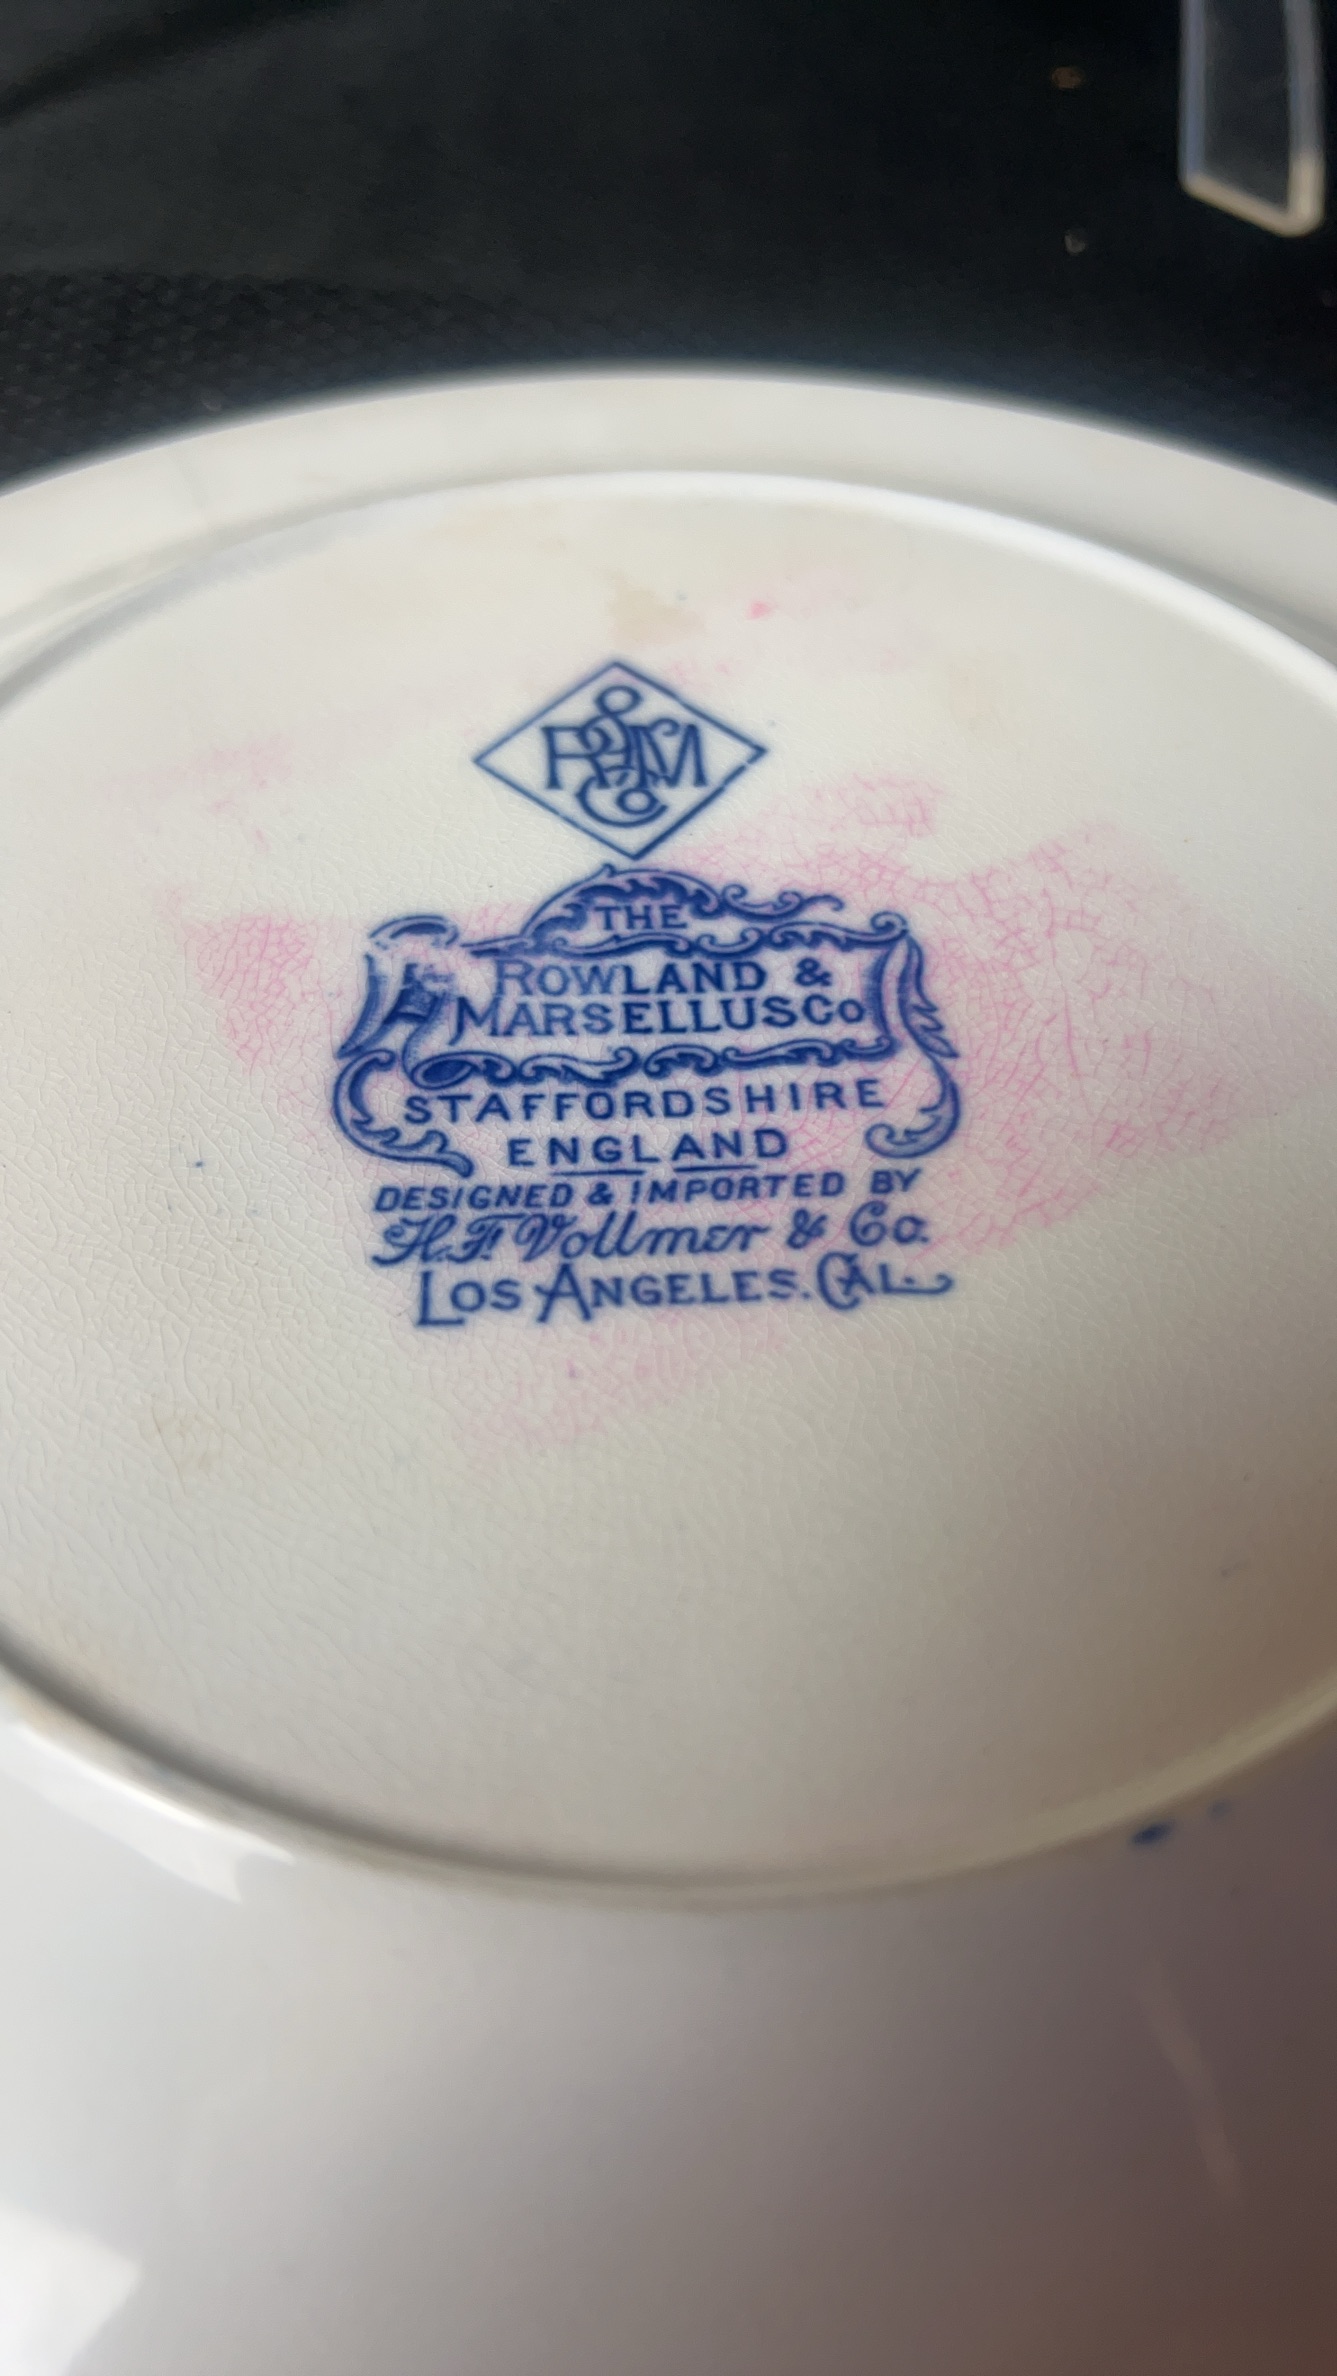 R & M
Co
THE
ROWLAND &
MARSELLUS Co
STAFFORDSHIRE
ENGLAND
DESIGNED & IMPORTED BY
H. F. Vollmer & Co.
LOS ANGELES. CAL.